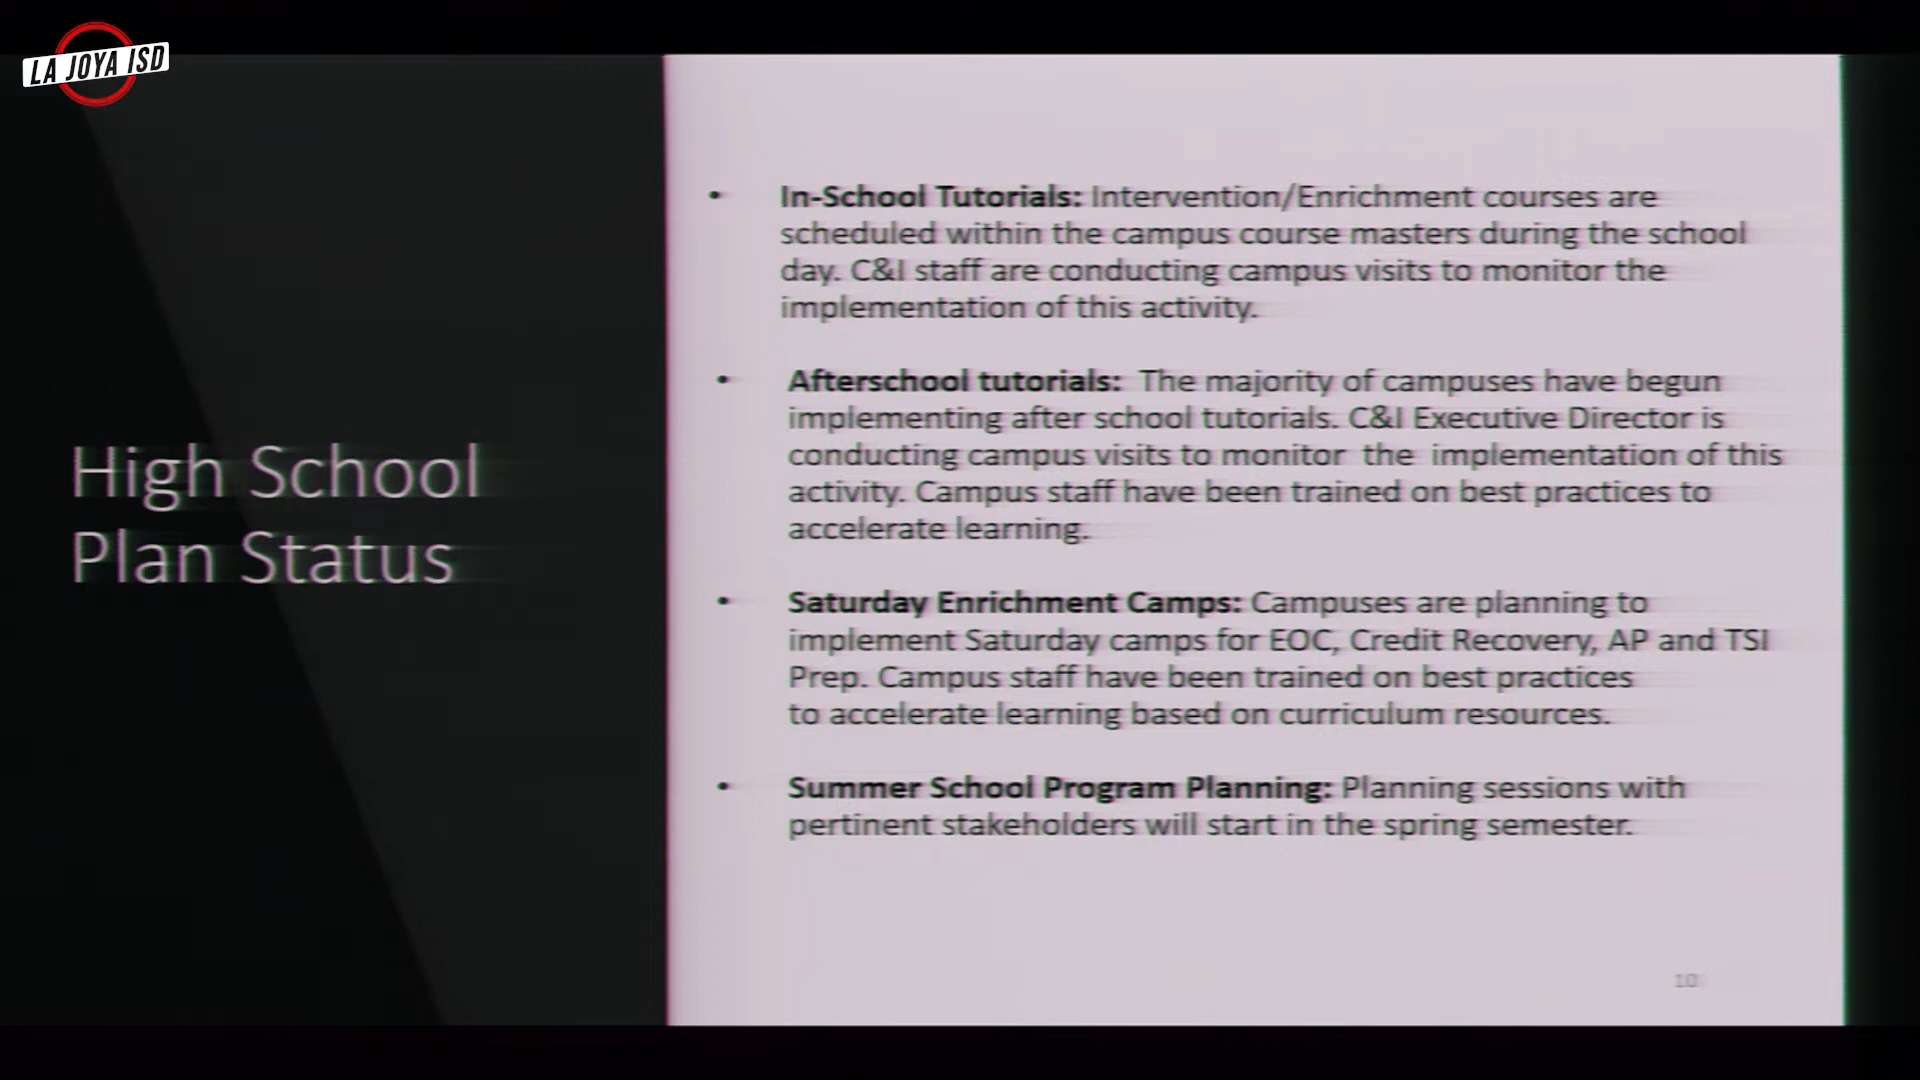 LA JOYA ISD
High School
Plan Status
• In-School Tutorials: Intervention/Enrichment courses are
scheduled within the campus course masters during the school
day. C&I staff are conducting campus visits to monitor the
implementation of this activity.
• Afterschool tutorials: The majority of campuses have begun
implementing after school tutorials. C&I Executive Director is
conducting campus visits to monitor the implementation of this
activity. Campus staff have been trained on best practices to
accelerate learning.
• Saturday Enrichment Camps: Campuses are planning to
implement Saturday camps for EOC, Credit Recovery, AP and TSI
Prep. Campus staff have been trained on best practices
to accelerate learning based on curriculum resources.
• Summer School Program Planning: Planning sessions with
pertinent stakeholders will start in the spring semester.
10